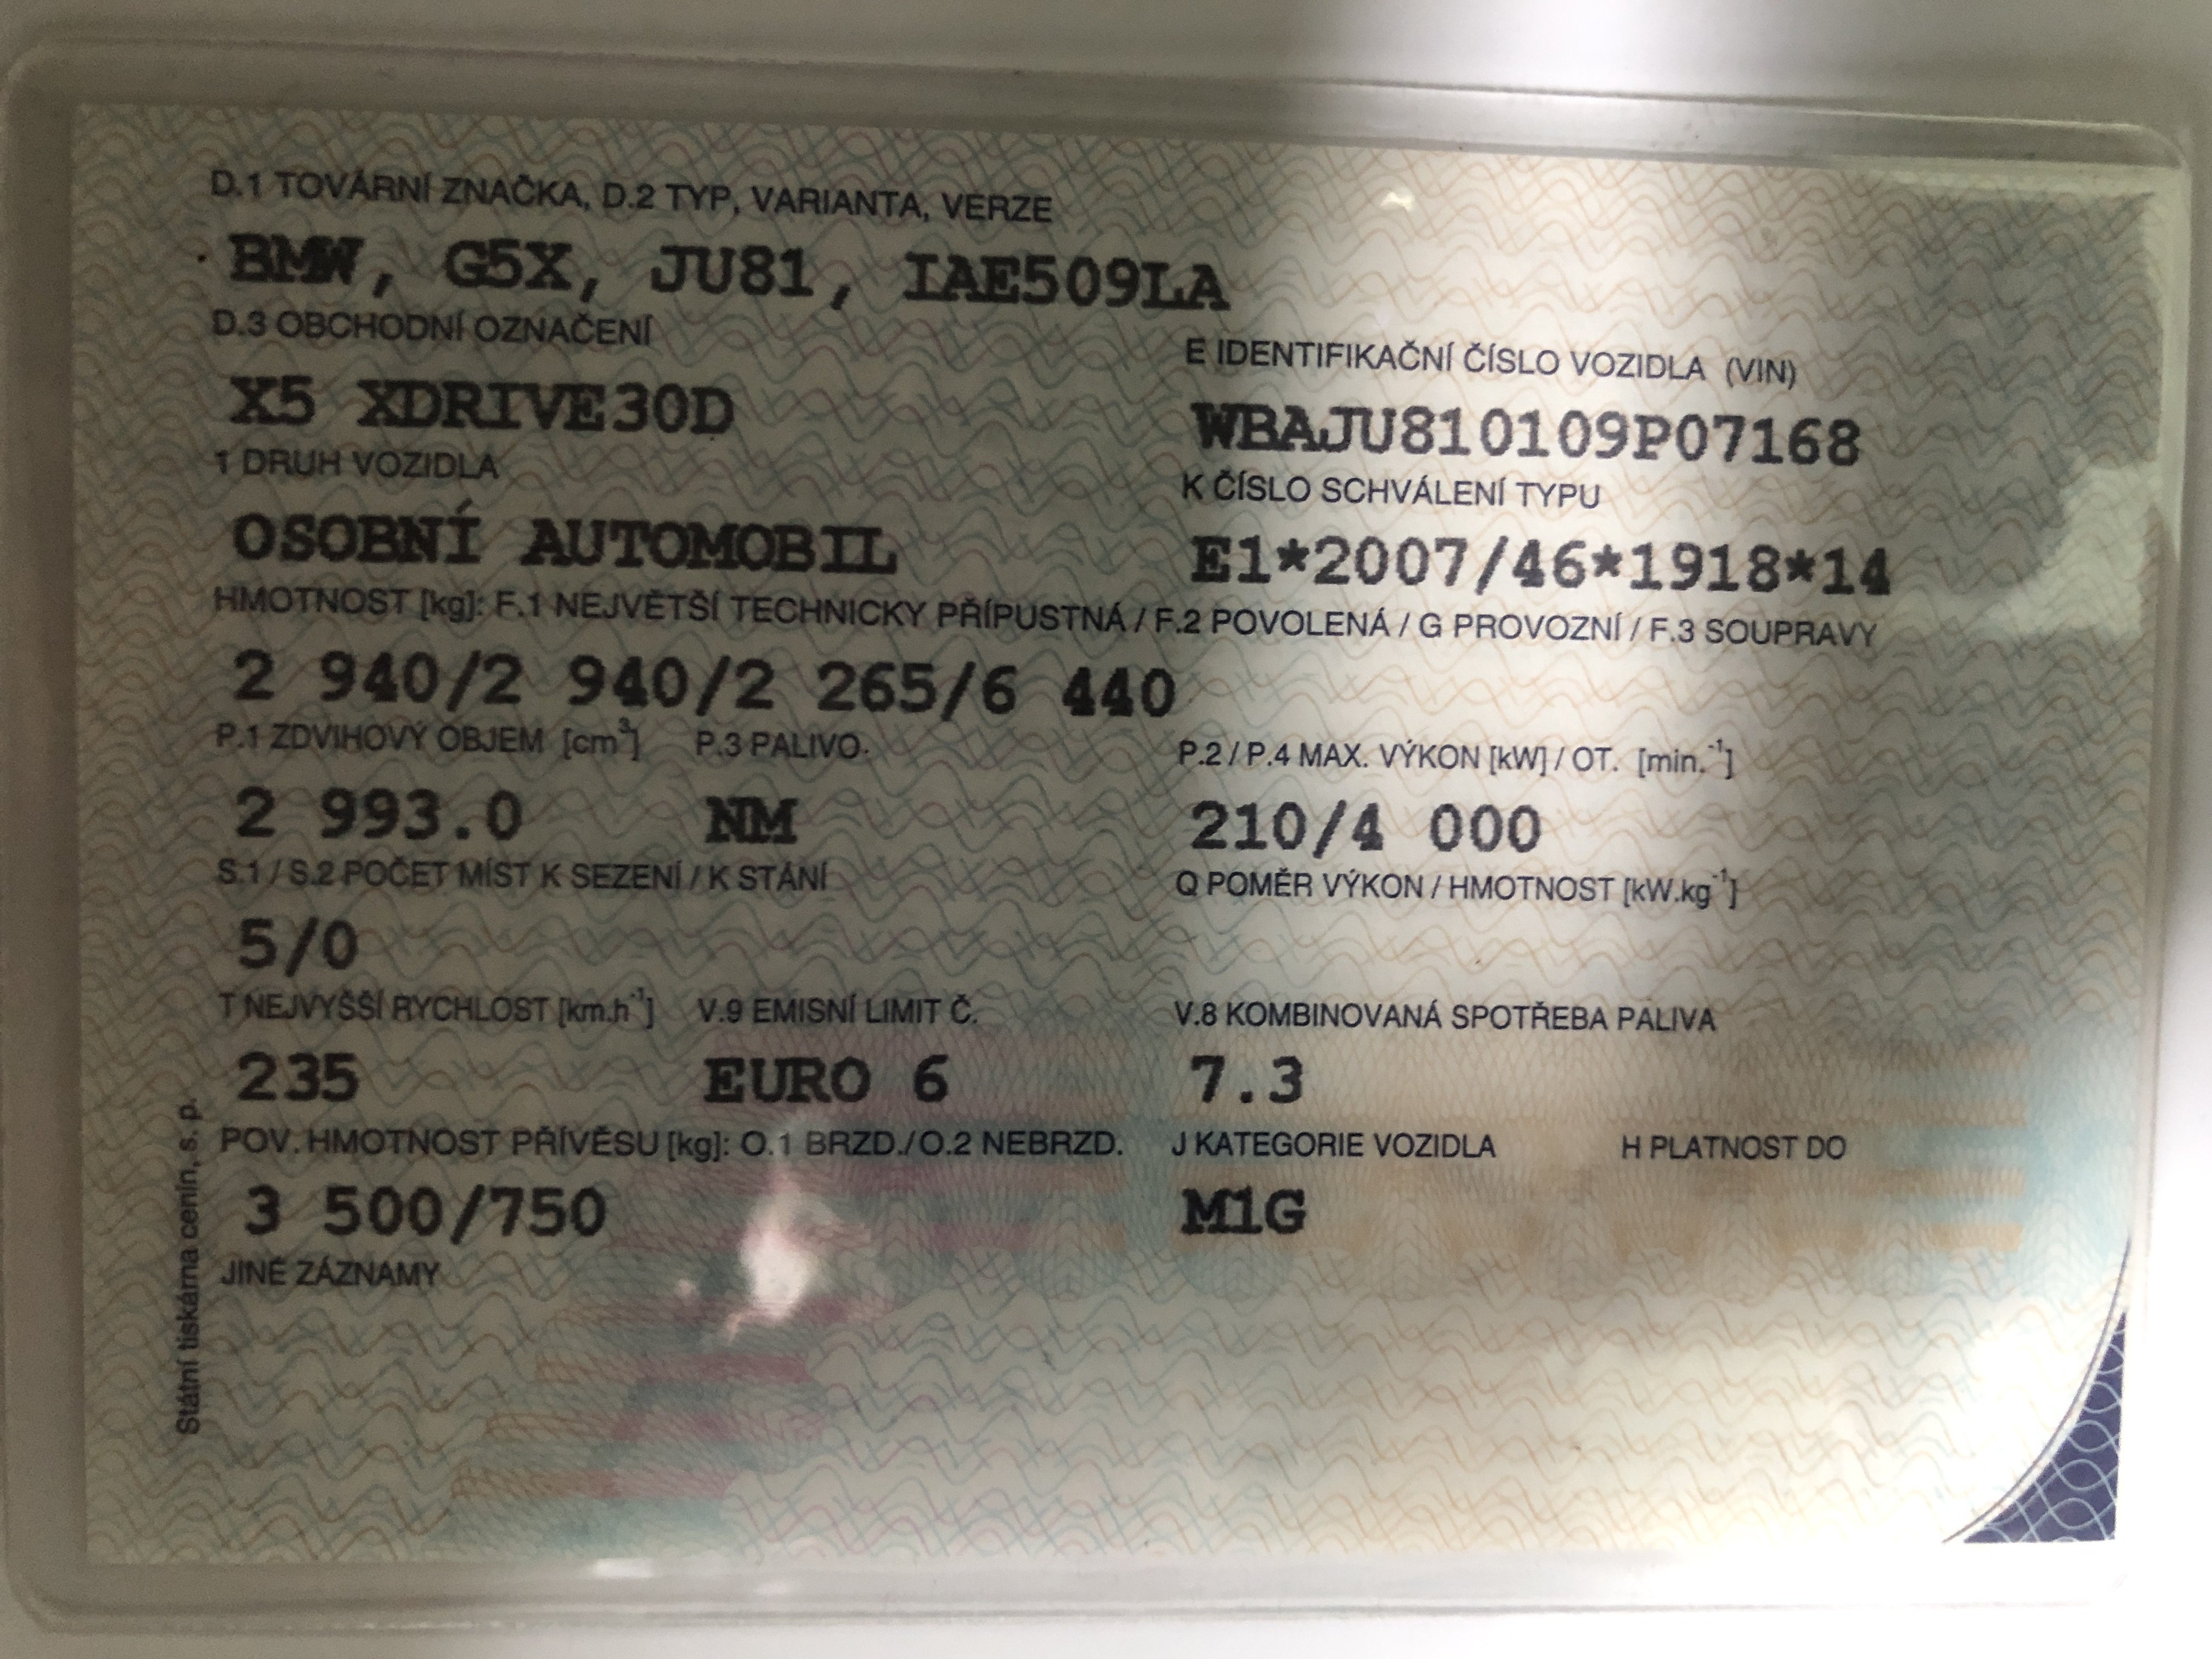 D.1 TOVÁRNÍ ZNAČKA, D.2 TYP, VARIANTA, VERZE
BMW, G5X, JU81, IAE509LA
D.3 OBCHODNÍ OZNAČENÍ
E IDENTIFIKAČNÍ ČÍSLO VOZIDLA (VIN)
X5 XDRIVE30D
WBAJU810109P07168
1 DRUH VOZIDLA
K ČÍSLO SCHVÁLENÍ TYPU
OSOBNÍ AUTOMOBIL
E1*2007/46*1918*14
HMOTNOST [kg]: F.1 NEJVĚTŠÍ TECHNICKY PŘÍPUSTNÁ / F.2 POVOLENÁ / G PROVOZNÍ / F.3 SOUPRAVY
2 940/2 940/2 265/6 440
P.1 ZDVIHOVÝ OBJEM [cm³] P.3 PALIVO
P.2 / P.4 MAX. VÝKON [kW] / OT. [min.⁻¹]
2 993.0 NM
210/4 000
S.1 / S.2 POČET MÍST K SEZENÍ / K STÁNÍ
Q POMĚR VÝKON / HMOTNOST [kW.kg⁻¹]
5/0
T NEJVYŠŠÍ RYCHLOST [km.h⁻¹] V.9 EMISNÍ LIMIT Č.
V.8 KOMBINOVANÁ SPOTŘEBA PALIVA
235 EURO 6
7.3
POV. HMOTNOST PŘÍVĚSU [kg]: O.1 BRZD./O.2 NEBRZD.
J KATEGORIE VOZIDLA H PLATNOST DO
3 500/750
M1G
JINÉ ZÁZNAMY
Státní tiskárna cenin, s. p.